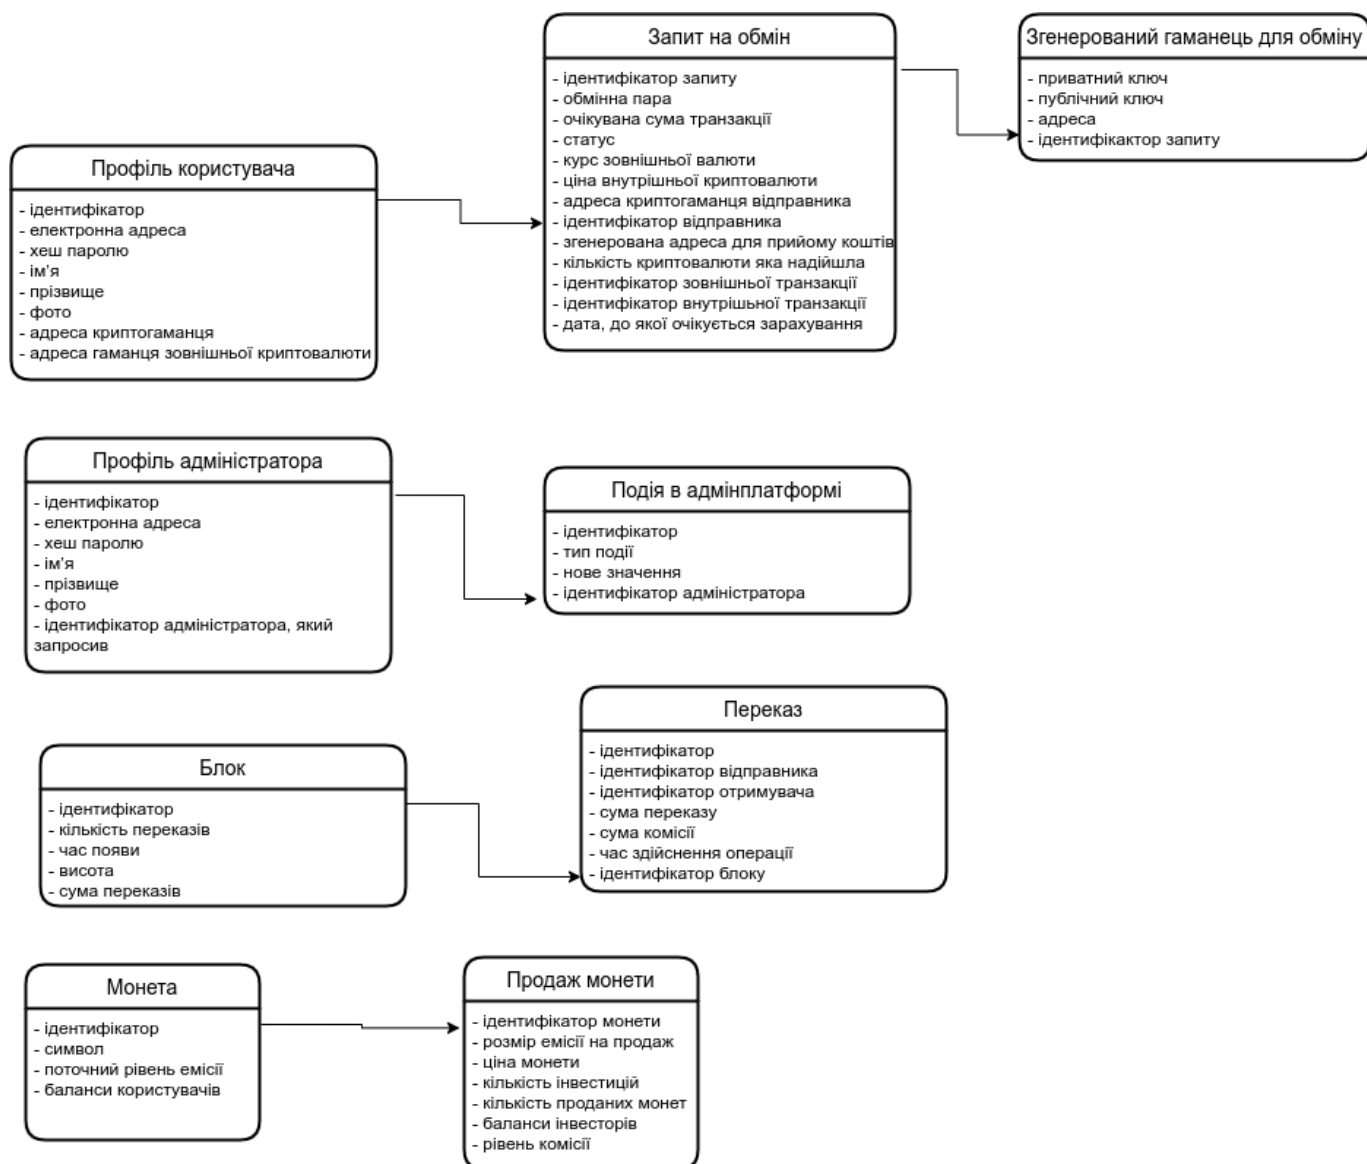 Запит на обмін
- ідентифікатор запиту
- обмінна пара
- очікувана сума транзакції
- статус
- курс зовнішньої валюти
- ціна внутрішньої криптовалюти
- адреса криптогаманця відправника
- ідентифікатор відправника
- згенерована адреса для прийому коштів
- кількість криптовалюти яка надійшла
- ідентифікатор зовнішньої транзакції
- ідентифікатор внутрішьної транзакції
- дата, до якої очікується зарахування
Згенерований гаманець для обміну
- приватний ключ
- публічний ключ
- адреса
- ідентифікактор запиту
Профіль користувача
- ідентифікатор
- електронна адреса
- хеш паролю
- ім'я
- прізвище
- фото
- адреса криптогаманця
- адреса гаманця зовнішньої криптовалюти
Профіль адміністратора
- ідентифікатор
- електронна адреса
- хеш паролю
- ім'я
- прізвище
- фото
- ідентифікатор адміністратора, який
запросив
Подія в адмінплатформі
- ідентифікатор
- тип події
- нове значення
- ідентифікатор адміністратора
Блок
- ідентифікатор
- кількість переказів
- час появи
- висота
- сума переказів
Переказ
- ідентифікатор
- ідентифікатор відправника
- ідентифікатор отримувача
- сума переказу
- сума комісії
- час здійснення операції
- ідентифікатор блоку
Монета
- ідентифікатор
- символ
- поточний рівень емісії
- баланси користувачів
Продаж монети
- ідентифікатор монети
- розмір емісії на продаж
- ціна монети
- кількість інвестицій
- кількість проданих монет
- баланси інвесторів
- рівень комісії